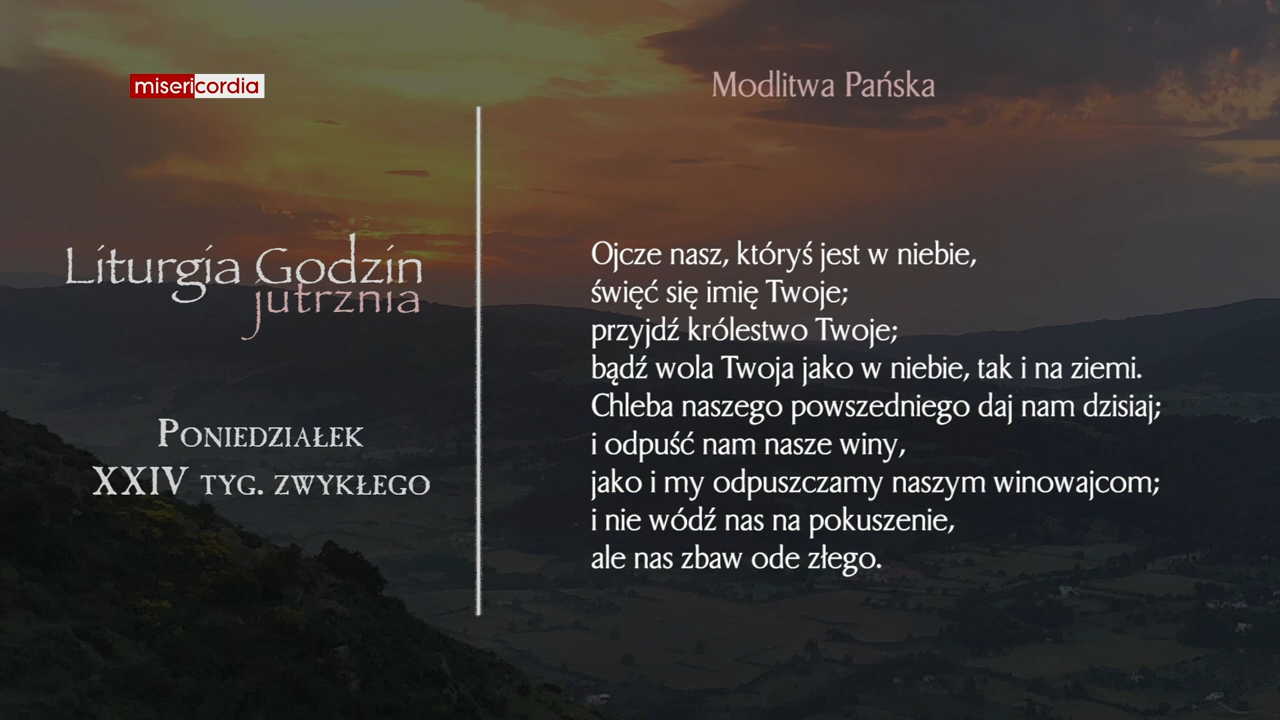 misericordia
Liturgia Godzin
jutrznia
Poniedziałek
XXIV tyg. zwykłego
Modlitwa Pańska
Ojcze nasz, któryś jest w niebie,
święć się imię Twoje;
przyjdź królestwo Twoje;
bądź wola Twoja jako w niebie, tak i na ziemi.
Chleba naszego powszedniego daj nam dzisiaj;
i odpuść nam nasze winy,
jako i my odpuszczamy naszym winowajcom;
i nie wódź nas na pokuszenie,
ale nas zbaw ode złego.